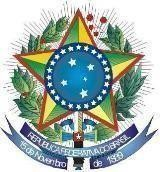 REPUBLICA FEDERATIVA DO BRASIL
15 de Novembro de 1889